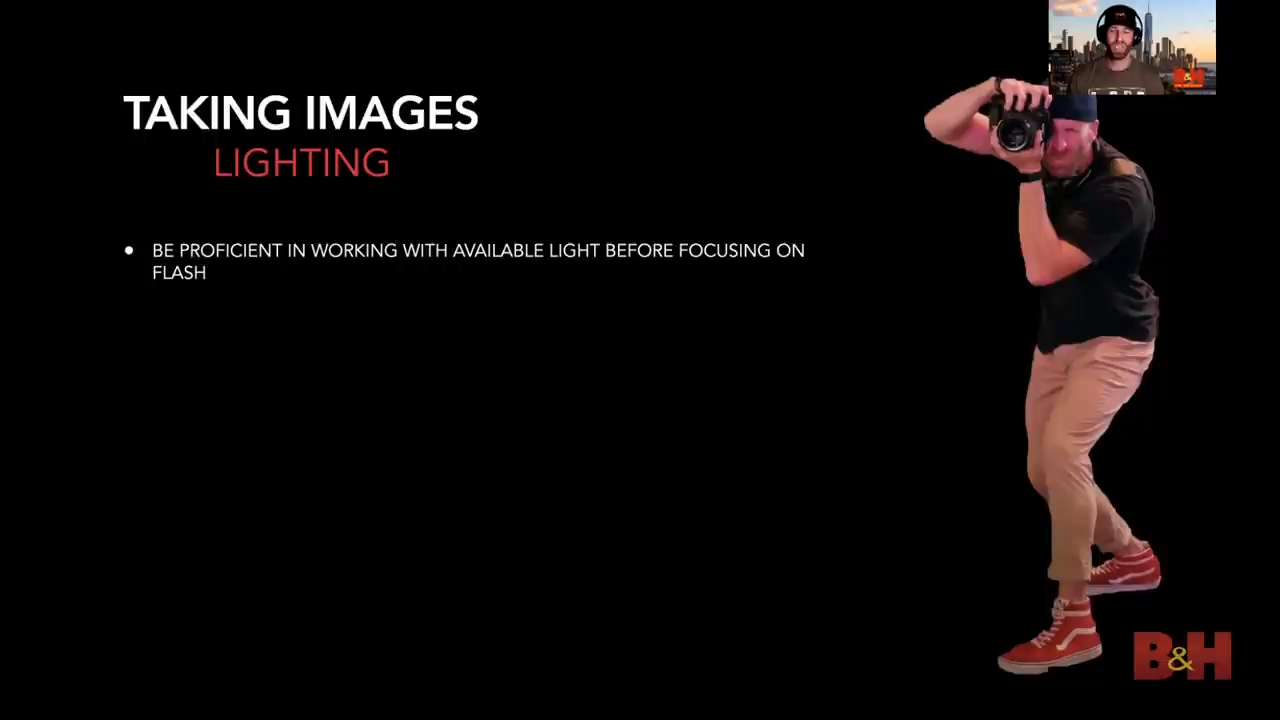 TAKING IMAGES
LIGHTING
• BE PROFICIENT IN WORKING WITH AVAILABLE LIGHT BEFORE FOCUSING ON
FLASH
B&H
B&H